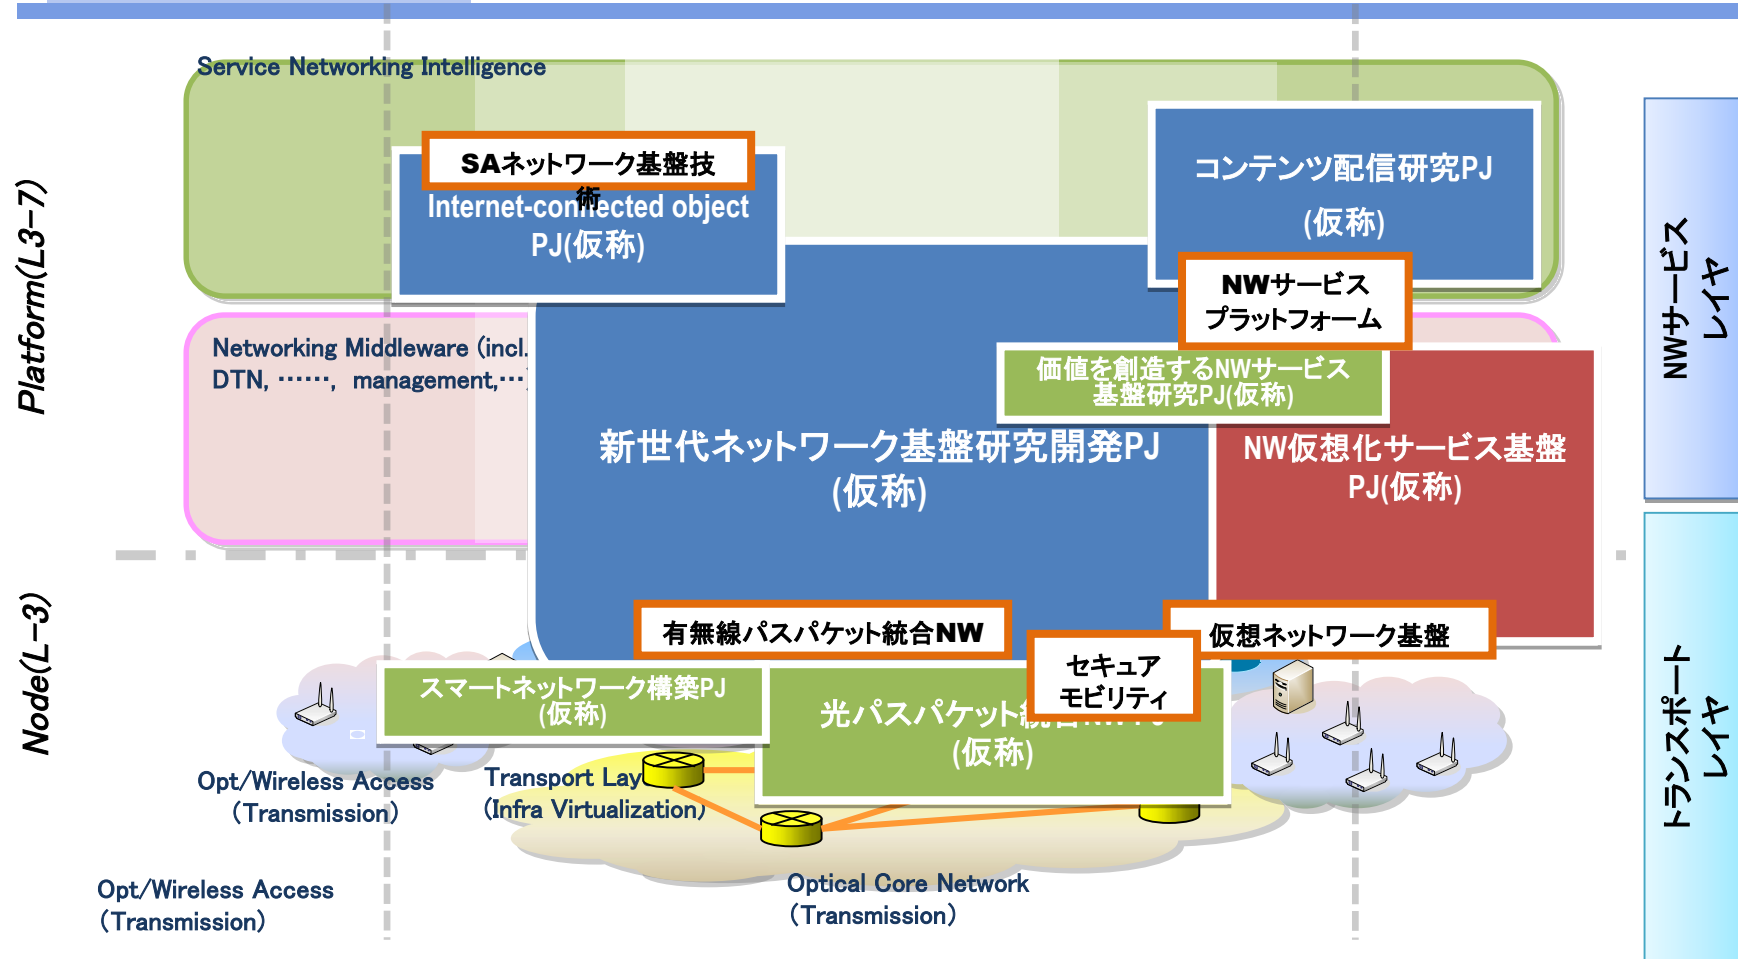 Service Networking Intelligence
SAネットワーク基盤技
術
Internet-connected object
PJ(仮称)
コンテンツ配信研究PJ
(仮称)
NWサービス
プラットフォーム
Networking Middleware (incl.
DTN, ……, management,…
価値を創造するNWサービス
基盤研究PJ(仮称)
新世代ネットワーク基盤研究開発PJ
(仮称)
NW仮想化サービス基盤
PJ(仮称)
Platform(L3-7)
NWサービス
レイヤ
有無線パスパケット統合NW
仮想ネットワーク基盤
セキュア
モビリティ
スマートネットワーク構築PJ
(仮称)
光パスパケット統合NW PJ
(仮称)
Node(L-3)
トランスポート
レイヤ
Opt/Wireless Access
(Transmission)
Transport Lay
(Infra Virtualization)
Opt/Wireless Access
(Transmission)
Optical Core Network
(Transmission)